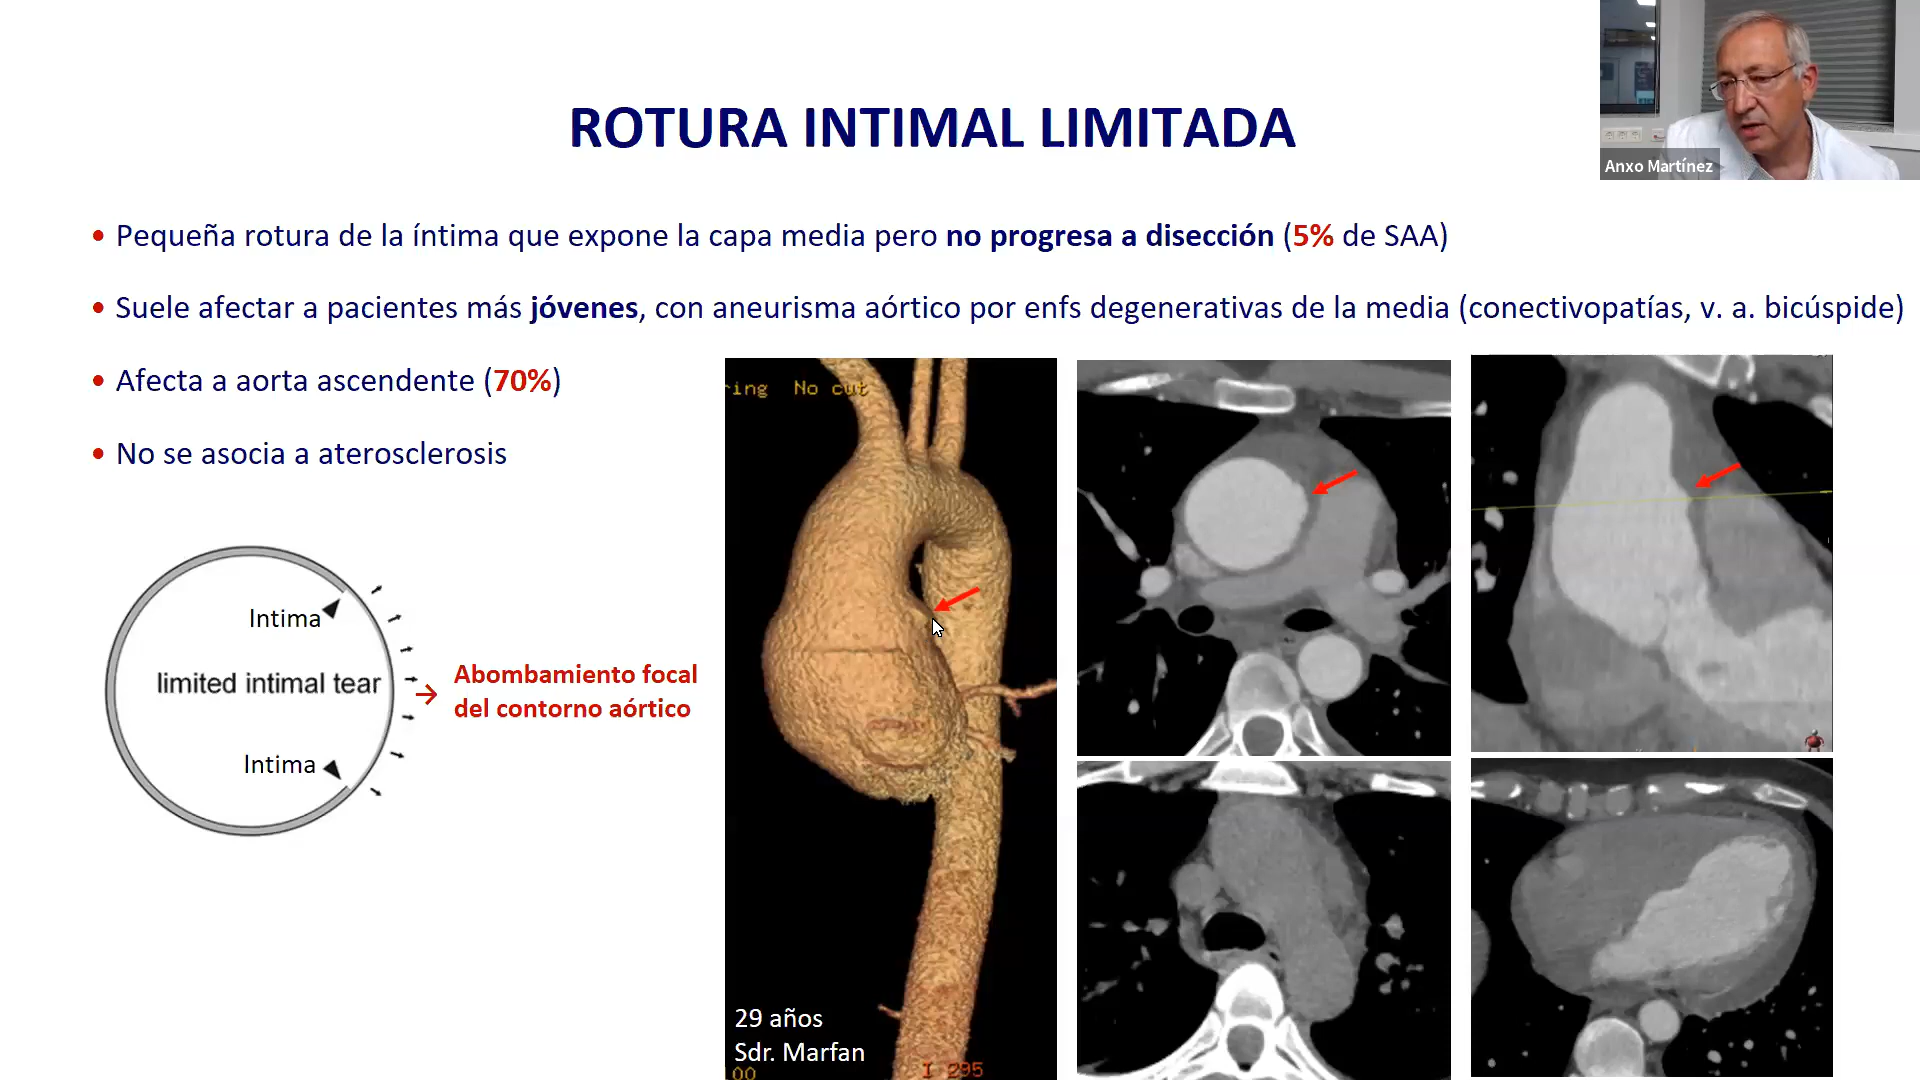 ROTURA INTIMAL LIMITADA
Anxo Martínez
• Pequeña rotura de la íntima que expone la capa media pero no progresa a disección (5% de SAA)
• Suele afectar a pacientes más jóvenes, con aneurisma aórtico por enfs degenerativas de la media (conectivopatías, v. a. bicúspide)
• Afecta a aorta ascendente (70%)
• No se asocia a aterosclerosis
ring No cut
Intima
limited intimal tear
Intima
→ Abombamiento focal
del contorno aórtico
29 años
Sdr. Marfan
00
I 295